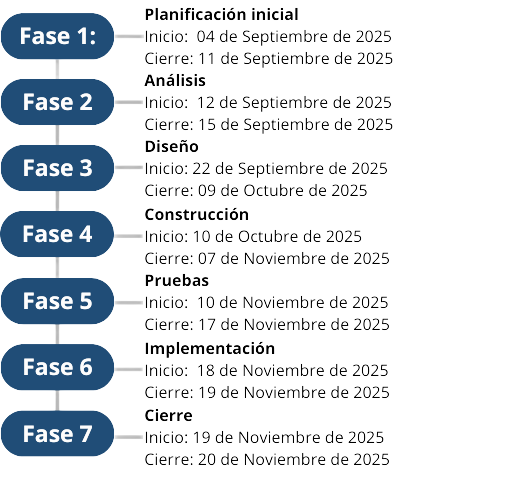 Fase 1:
Planificación inicial
Inicio:  04 de Septiembre de 2025
Cierre: 11 de Septiembre de 2025
Fase 2
Análisis
Inicio:  12 de Septiembre de 2025
Cierre: 15 de Septiembre de 2025
Fase 3
Diseño
Inicio: 22 de Septiembre de 2025
Cierre: 09 de Octubre de 2025
Fase 4
Construcción
Inicio: 10 de Octubre de 2025
Cierre: 07 de Noviembre de 2025
Fase 5
Pruebas
Inicio:  10 de Noviembre de 2025
Cierre: 17 de Noviembre de 2025
Fase 6
Implementación
Inicio:  18 de Noviembre de 2025
Cierre: 19 de Noviembre de 2025
Fase 7
Cierre
Inicio: 19 de Noviembre de 2025
Cierre: 20 de Noviembre de 2025